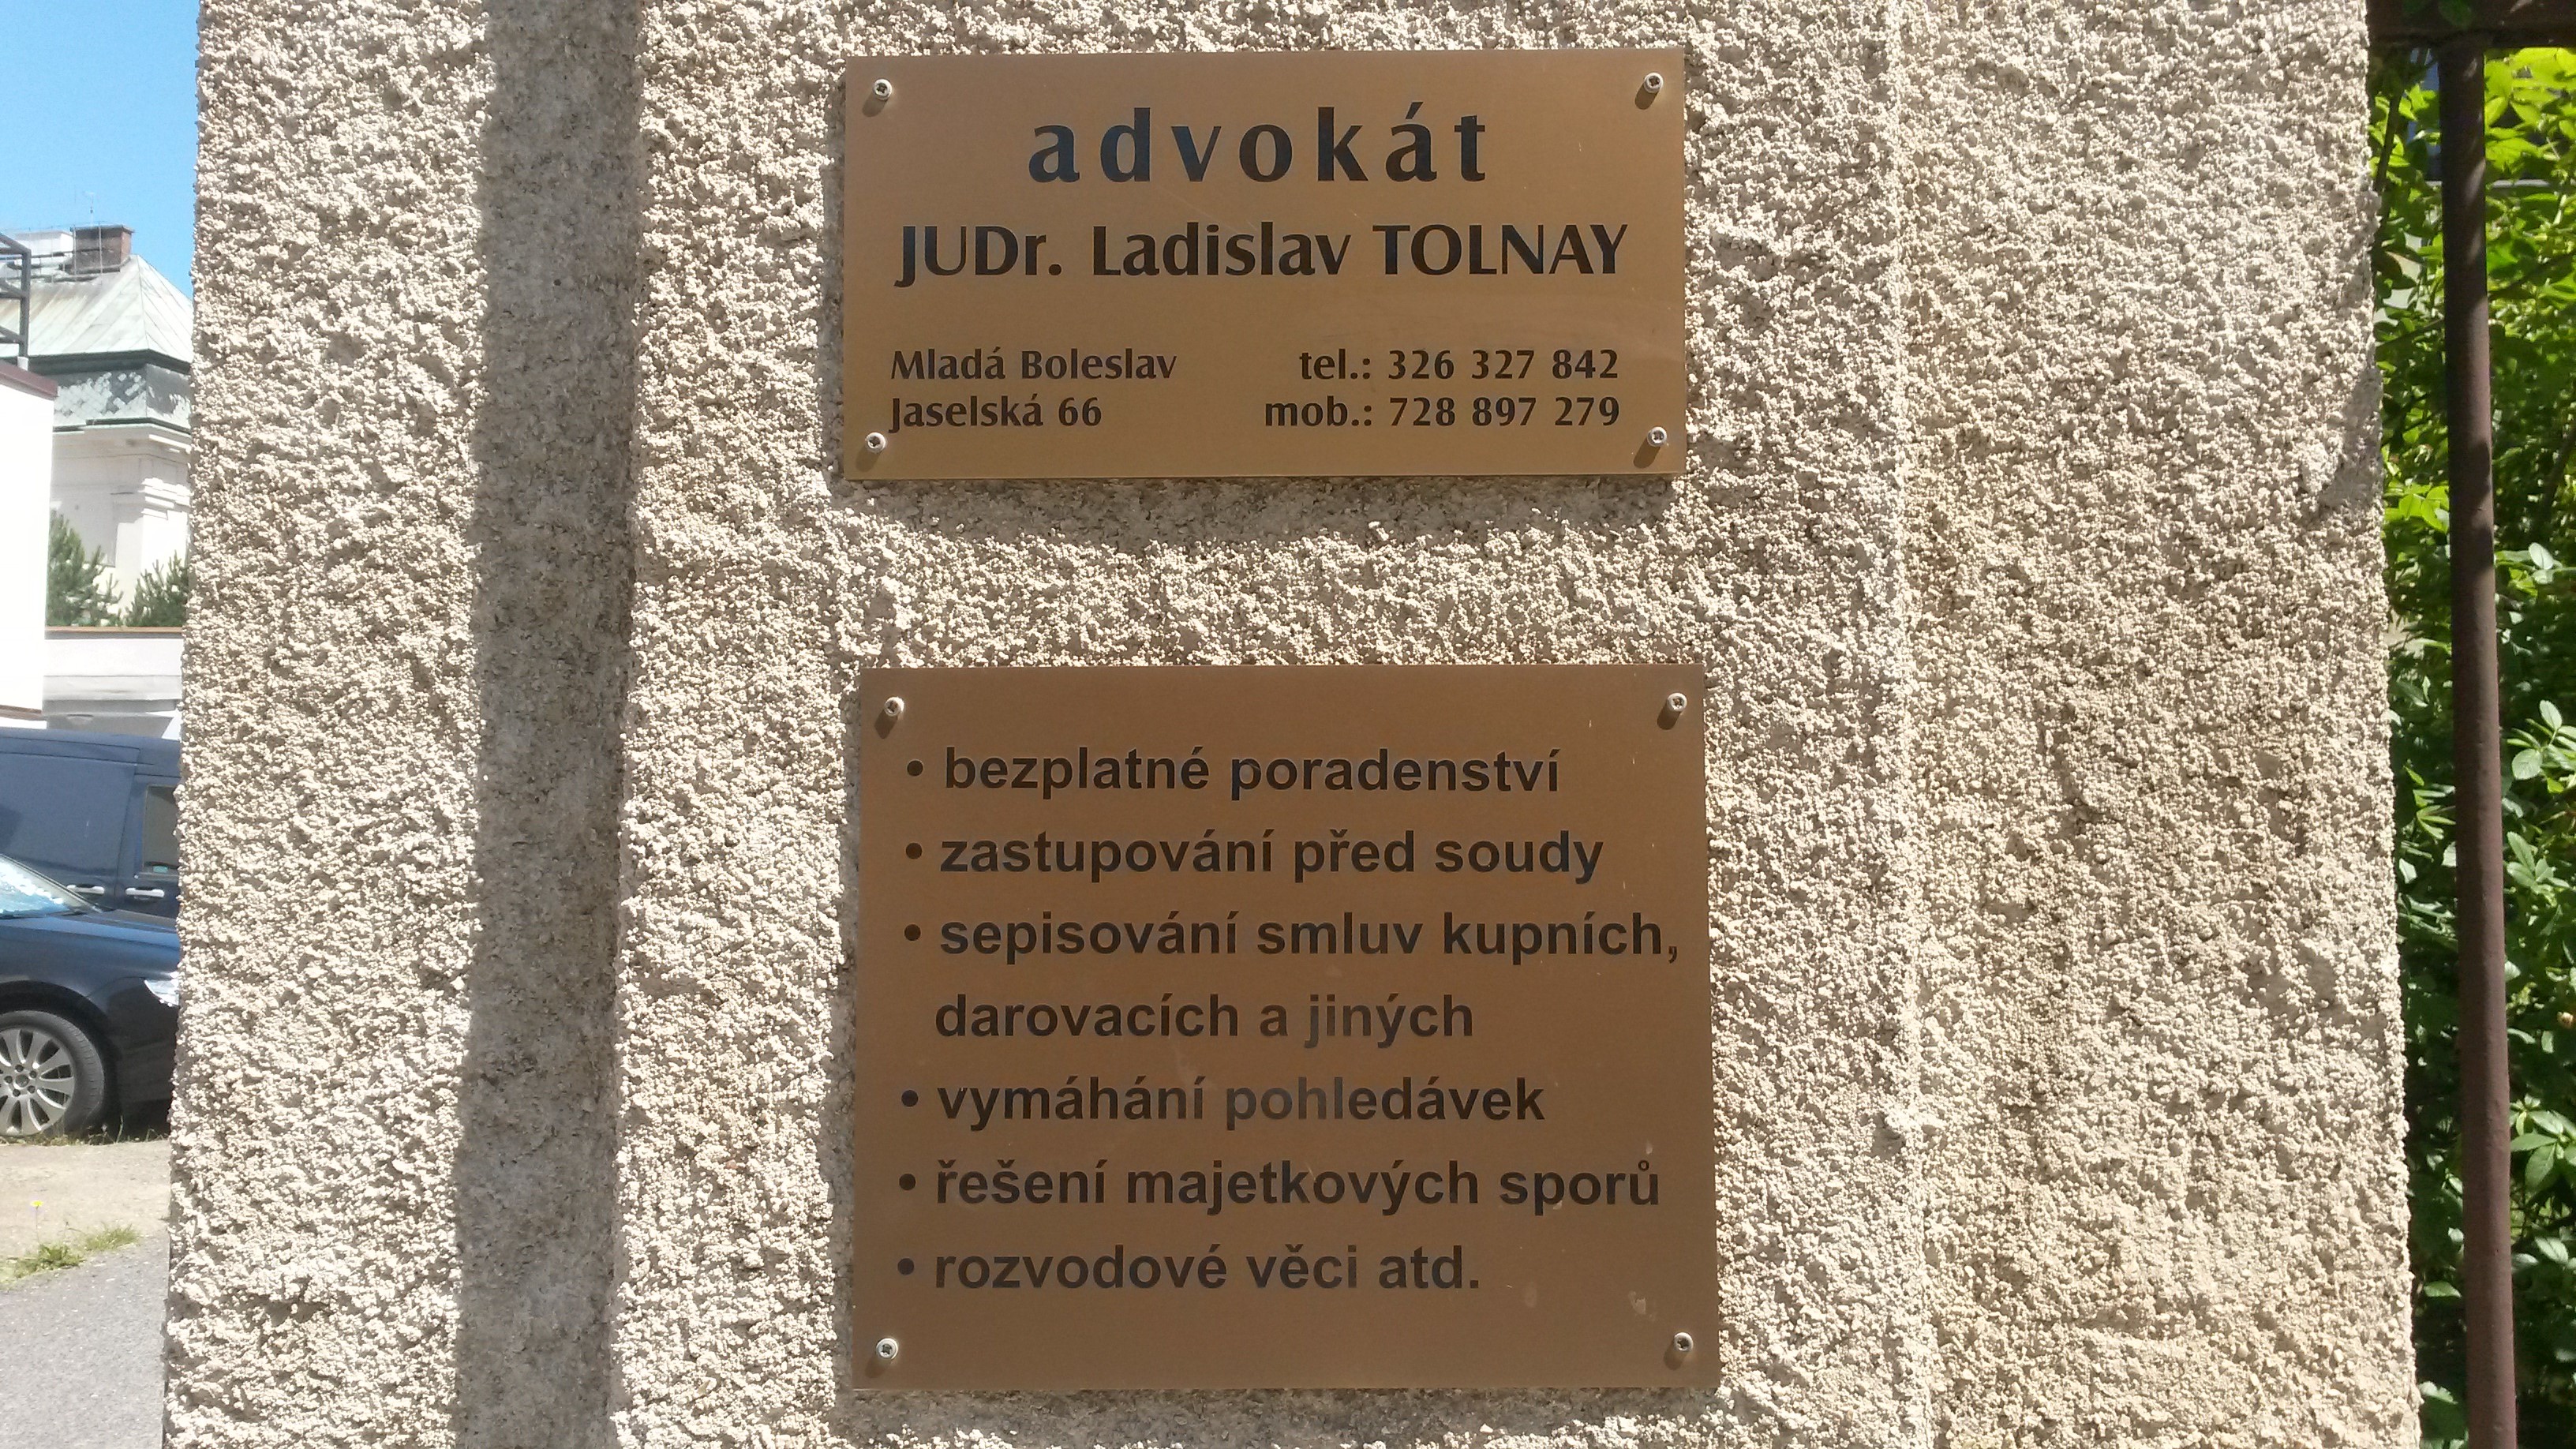 advokát
JUDr. Ladislav TOLNAY
Mladá Boleslav tel.: 326 327 842
Jaselská 66 mob.: 728 897 279
• bezplatné poradenství
• zastupování před soudy
• sepisování smluv kupních,
darovacích a jiných
• vymáhání pohledávek
• řešení majetkových sporů
• rozvodové věci atd.